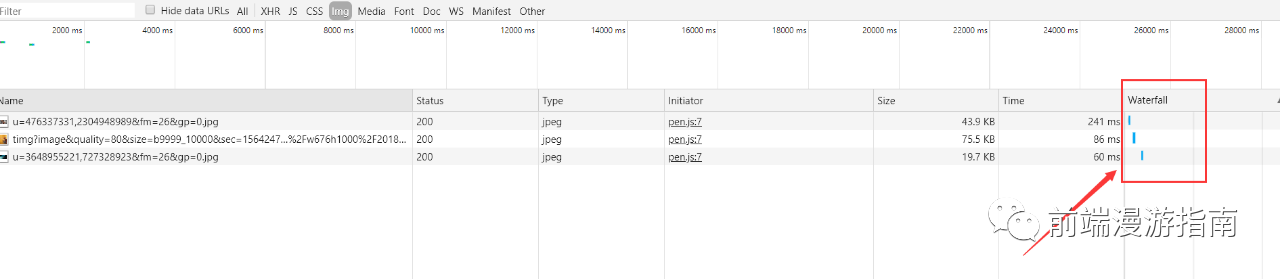 Filter Hide data URLs All XHR JS CSS Img Media Font Doc WS Manifest Other
2000 ms 4000 ms 6000 ms 8000 ms 10000 ms 12000 ms 14000 ms 16000 ms 18000 ms 20000 ms 22000 ms 24000 ms 26000 ms 28000 ms
Name Status Type Initiator Size Time Waterfall
u=476337331,2304948989&fm=26&gp=0.jpg 200 jpeg pen.js:7 43.9 KB 241 ms
timg?image&quality=80&size=b9999_10000&sec=1564247...%2Fw676h1000%2F2018... 200 jpeg pen.js:7 75.5 KB 86 ms
u=3648955221,727328923&fm=26&gp=0.jpg 200 jpeg pen.js:7 19.7 KB 60 ms
前端漫游指南